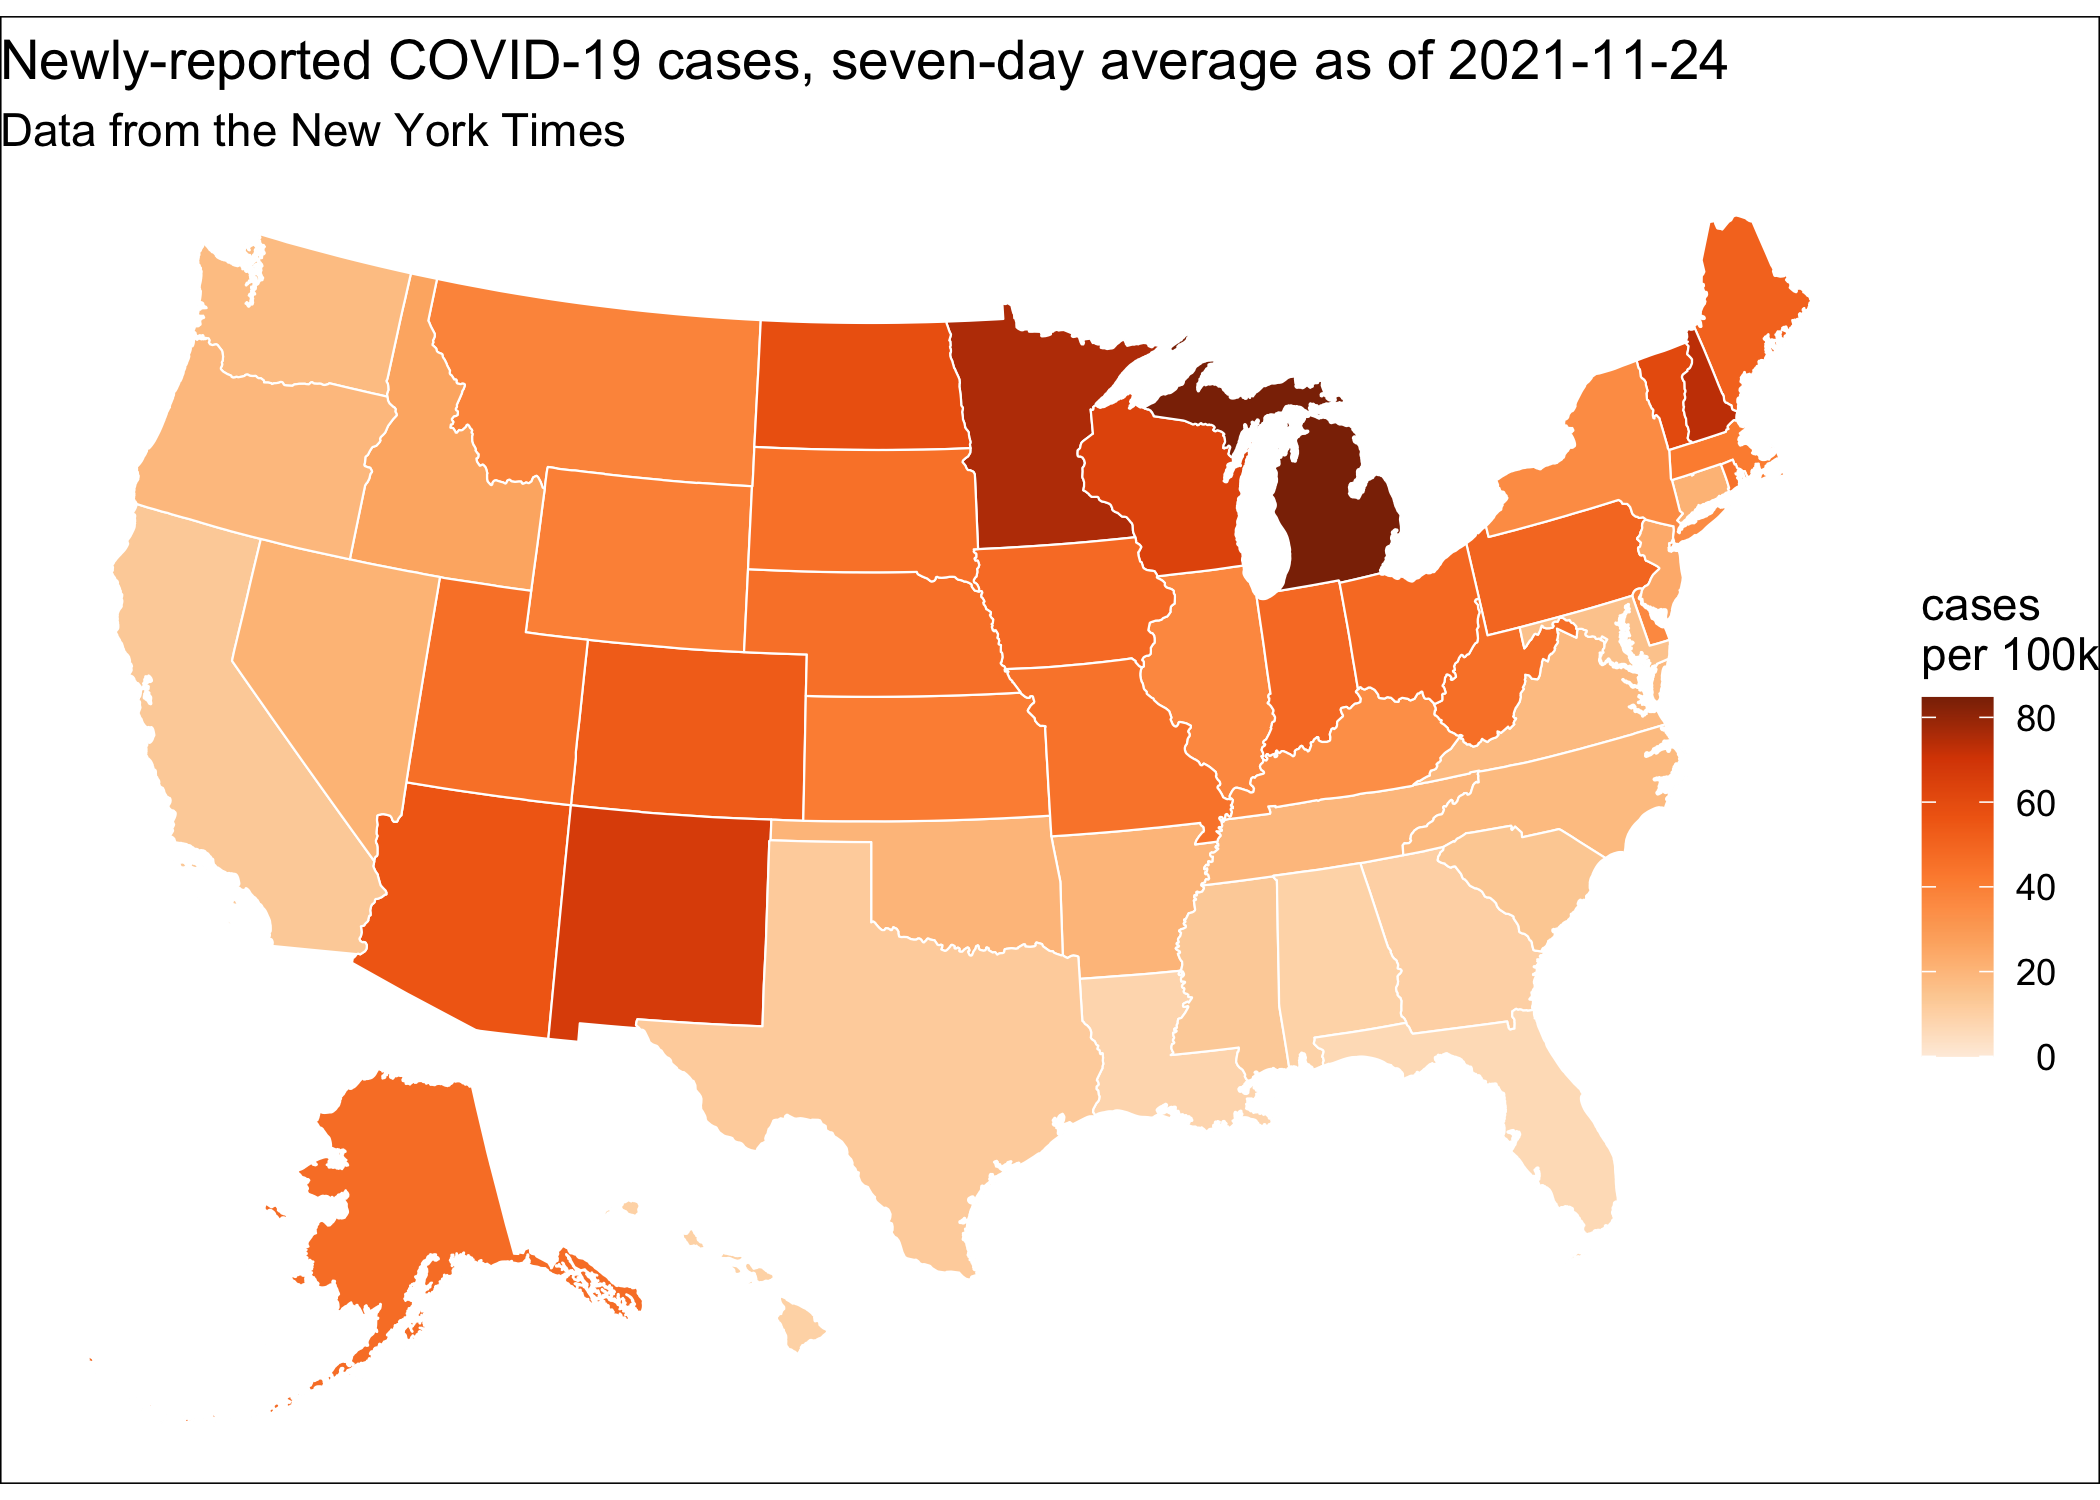 Newly-reported COVID-19 cases, seven-day average as of 2021-11-24
Data from the New York Times
cases
per 100k
80
60
40
20
0